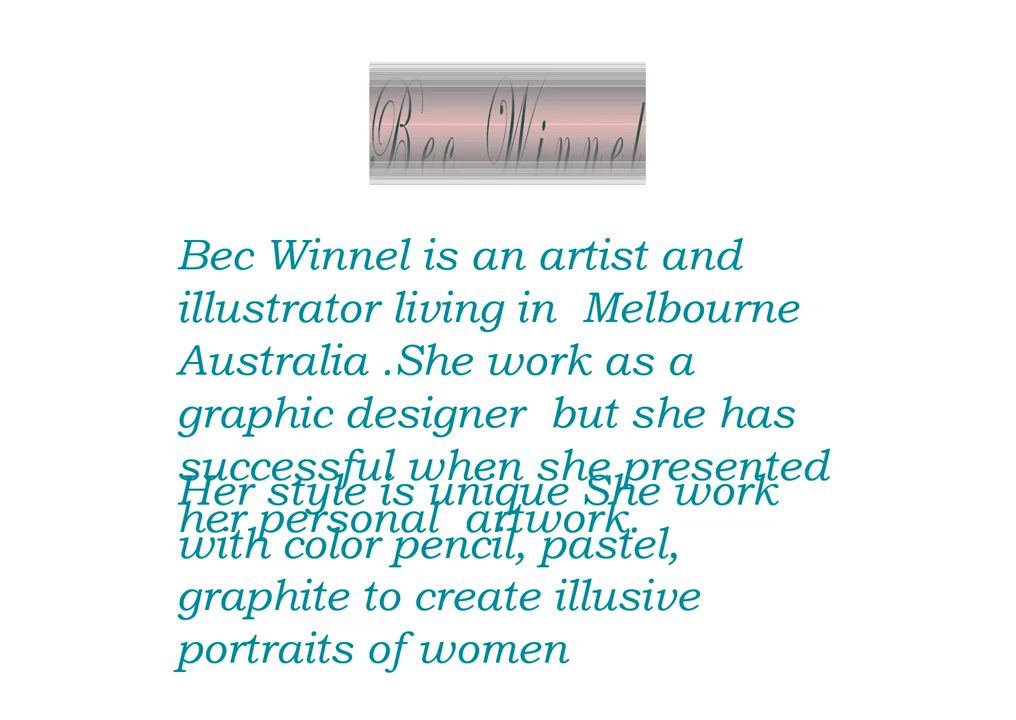 Bec Winnel
Bec Winnel is an artist and
illustrator living in  Melbourne
Australia .She work as a
graphic designer  but she has
successful when she presented
her personal  artwork.
Her style is unique She work
with color pencil, pastel,
graphite to create illusive
portraits of women